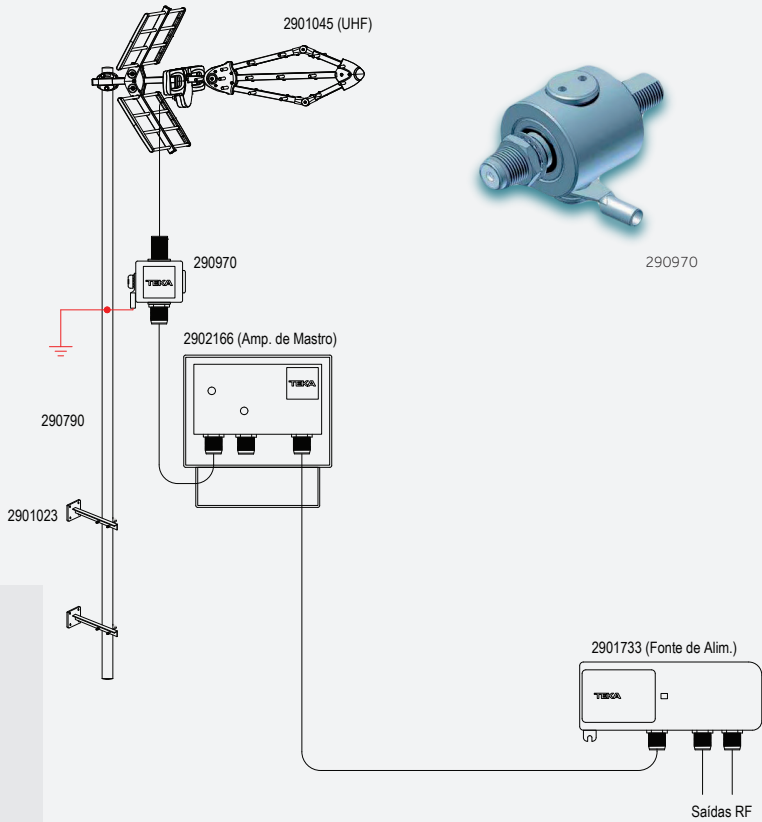 2901045 (UHF)
290970
290970
TEKA
2902166 (Amp. de Mastro)
TEKA
290790
2901023
2901733 (Fonte de Alim.)
TEKA
Saídas RF